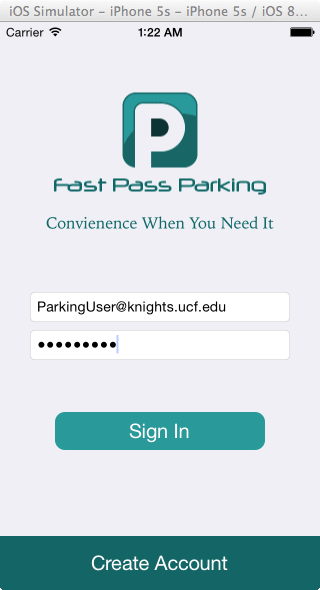 iOS Simulator – iPhone 5s – iPhone 5s / iOS 8...
Carrier 1:22 AM
P
Fast Pass Parking
Convienence When You Need It
ParkingUser@knights.ucf.edu
•••••••••
Sign In
Create Account